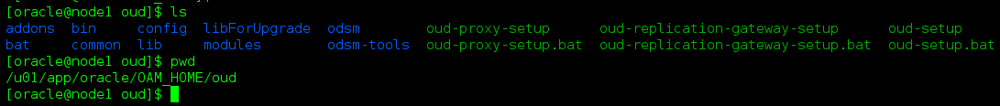 [oracle@node1 oud]$ ls
addons bin config libForUpgrade odsm oud-proxy-setup oud-replication-gateway-setup oud-setup
bat common lib modules odsm-tools oud-proxy-setup.bat oud-replication-gateway-setup.bat oud-setup.bat
[oracle@node1 oud]$ pwd
/u01/app/oracle/OAM_HOME/oud
[oracle@node1 oud]$